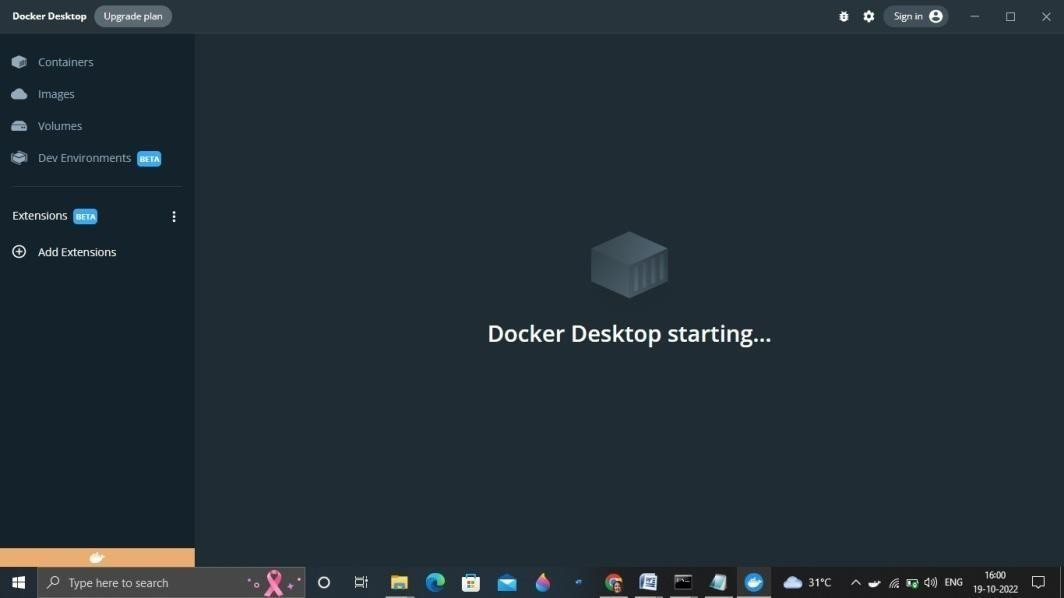 Docker Desktop Upgrade plan Sign in
Containers
Images
Volumes
Dev Environments BETA
Extensions BETA
Add Extensions
Docker Desktop starting...
Type here to search 31°C ENG 16:00
19-10-2022